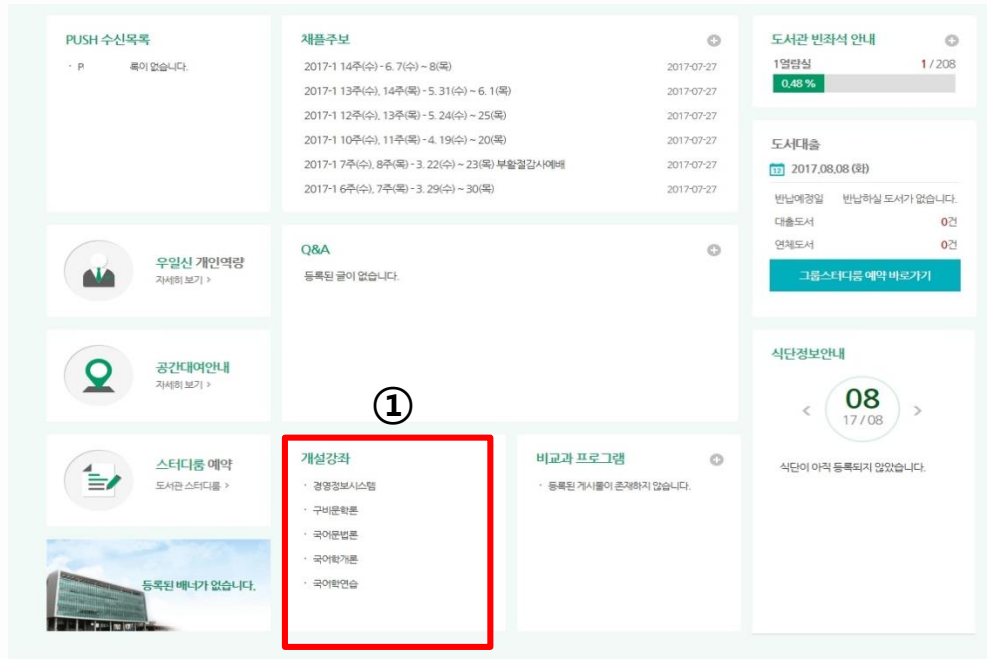 PUSH 수신목록
· P 록이 없습니다.
채플주보
2017-1 14주(수) - 6. 7(수) ~ 8(목) 2017-07-27
2017-1 13주(수), 14주(목) - 5. 31(수) ~ 6. 1(목) 2017-07-27
2017-1 12주(수), 13주(목) - 5. 24(수) ~ 25(목) 2017-07-27
2017-1 10주(수), 11주(목) - 4. 19(수) ~ 20(목) 2017-07-27
2017-1 7주(수), 8주(목) - 3. 22(수) ~ 23(목) 부활절감사예배 2017-07-27
2017-1 6주(수), 7주(목) - 3. 29(수) ~ 30(목) 2017-07-27
도서관 빈좌석 안내
1열람실 1 / 208
0.48 %
도서대출
12 2017.08.08 (화)
반납예정일 반납하실 도서가 없습니다.
대출도서 0건
연체도서 0건
그룹스터디룸 예약 바로가기
우일신 개인역량
자세히 보기 >
Q&A
등록된 글이 없습니다.
공간대여안내
자세히 보기 >
식단정보안내
< 08 >
17 / 08
식단이 아직 등록되지 않았습니다.
①
스터디룸 예약
도서관 스터디룸 >
개설강좌
· 경영정보시스템
· 구비문학론
· 국어문법론
· 국어학개론
· 국어학연습
비교과 프로그램
· 등록된 게시물이 존재하지 않습니다.
등록된 배너가 없습니다.